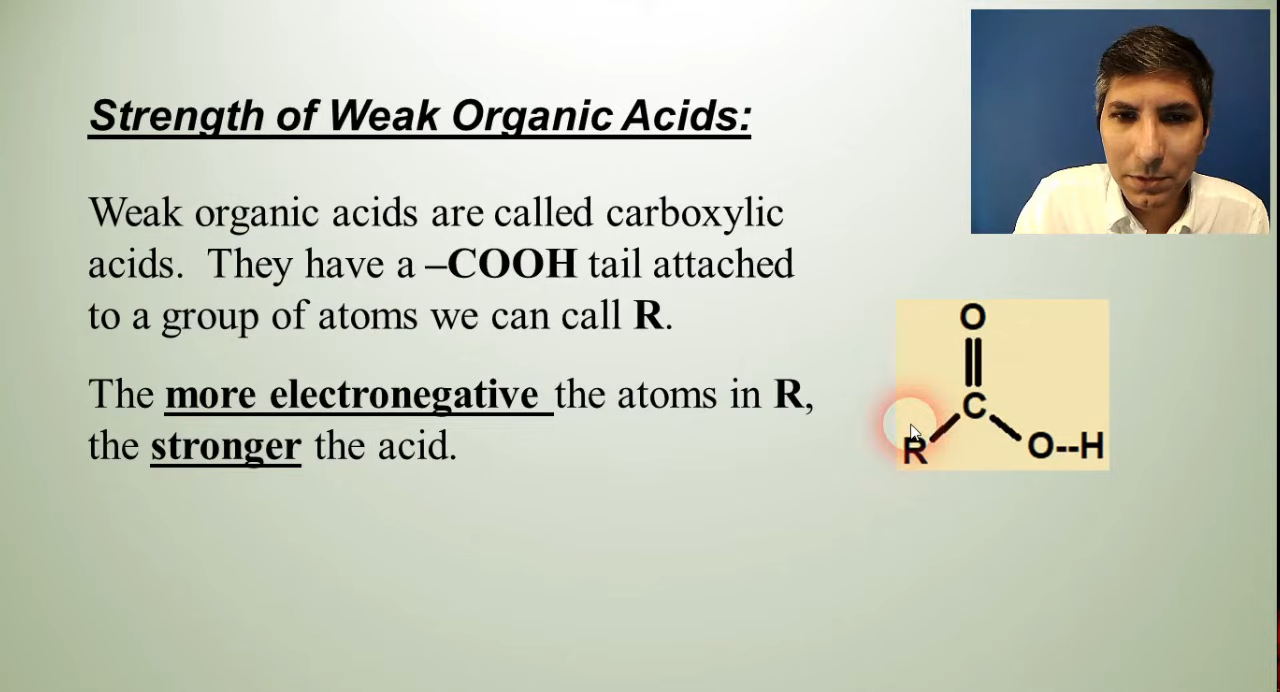 Strength of Weak Organic Acids:
Weak organic acids are called carboxylic
acids. They have a –COOH tail attached
to a group of atoms we can call R.
The more electronegative the atoms in R,
the stronger the acid.
O
C
R
O--H